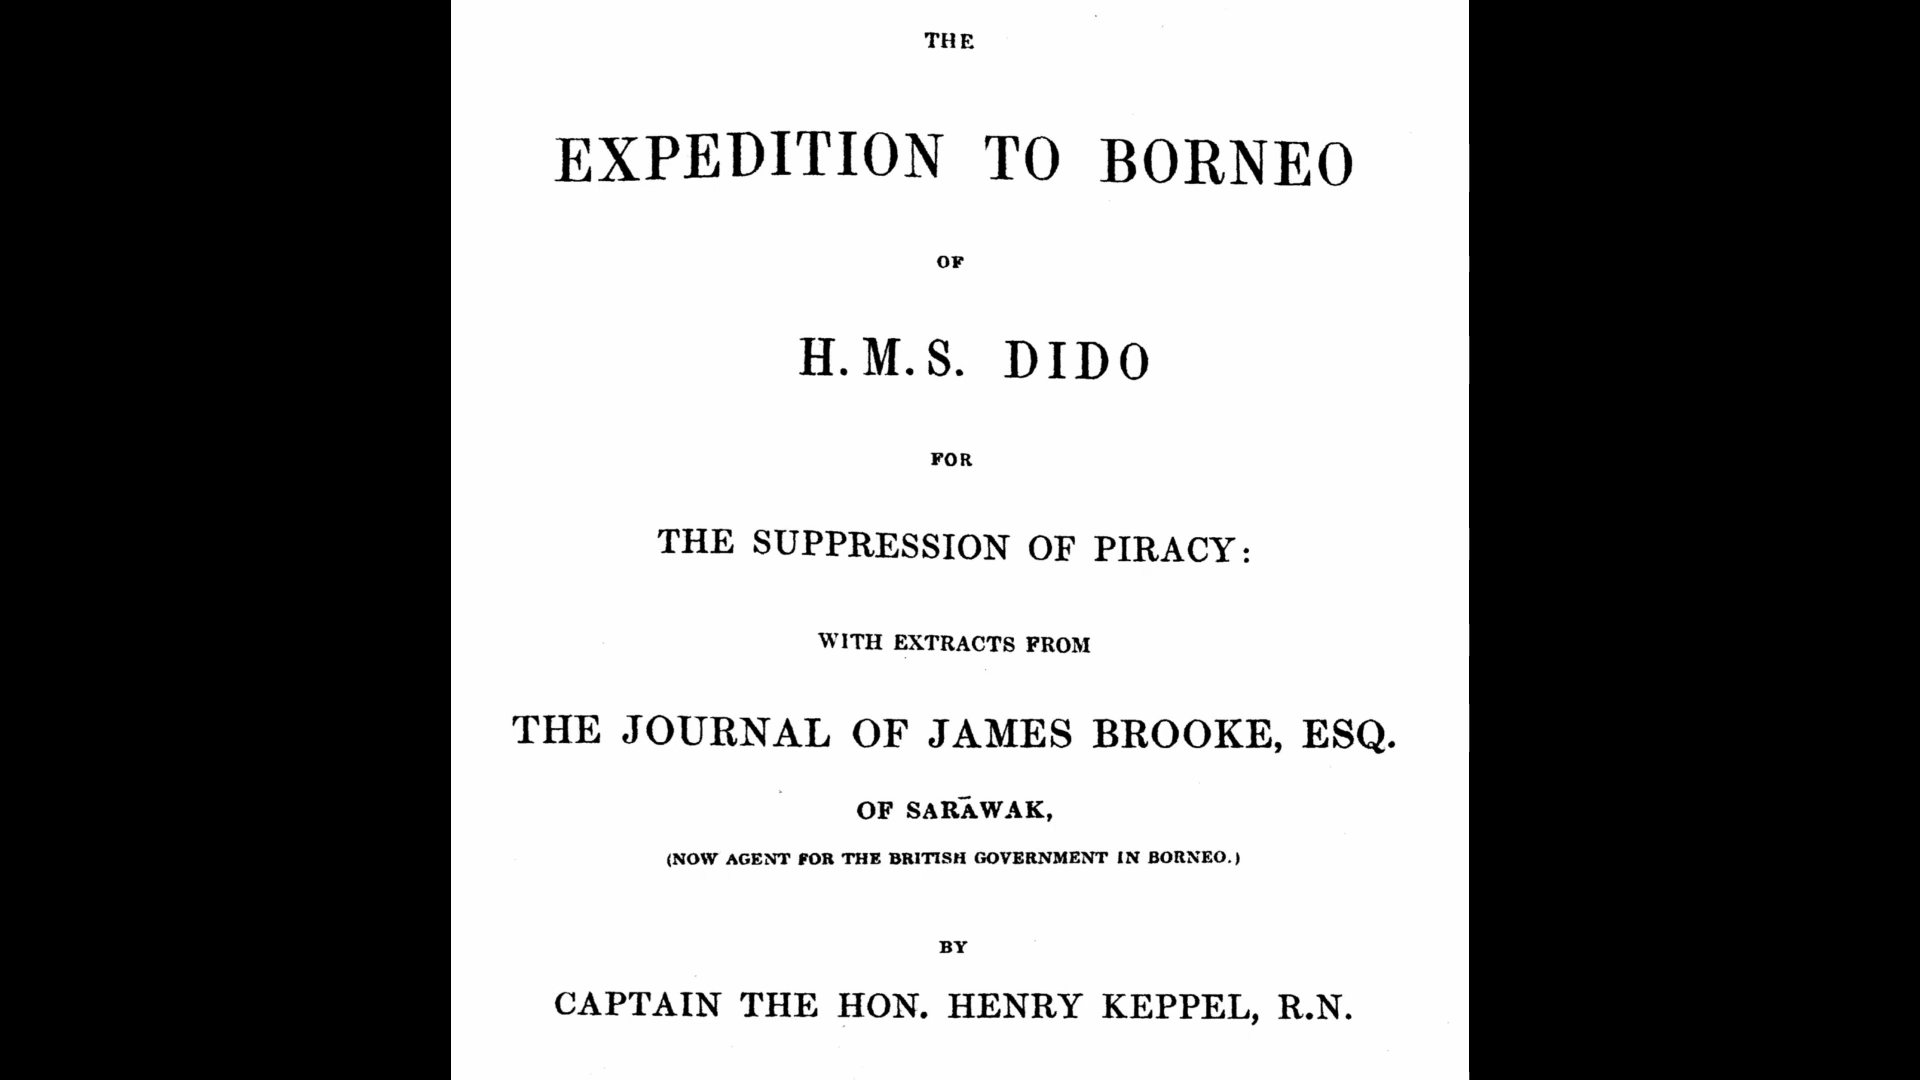 THE
EXPEDITION TO BORNEO
OF
H. M. S. DIDO
FOR
THE SUPPRESSION OF PIRACY:
WITH EXTRACTS FROM
THE JOURNAL OF JAMES BROOKE, ESQ.
OF SARĀWAK,
(NOW AGENT FOR THE BRITISH GOVERNMENT IN BORNEO.)
BY
CAPTAIN THE HON. HENRY KEPPEL, R.N.